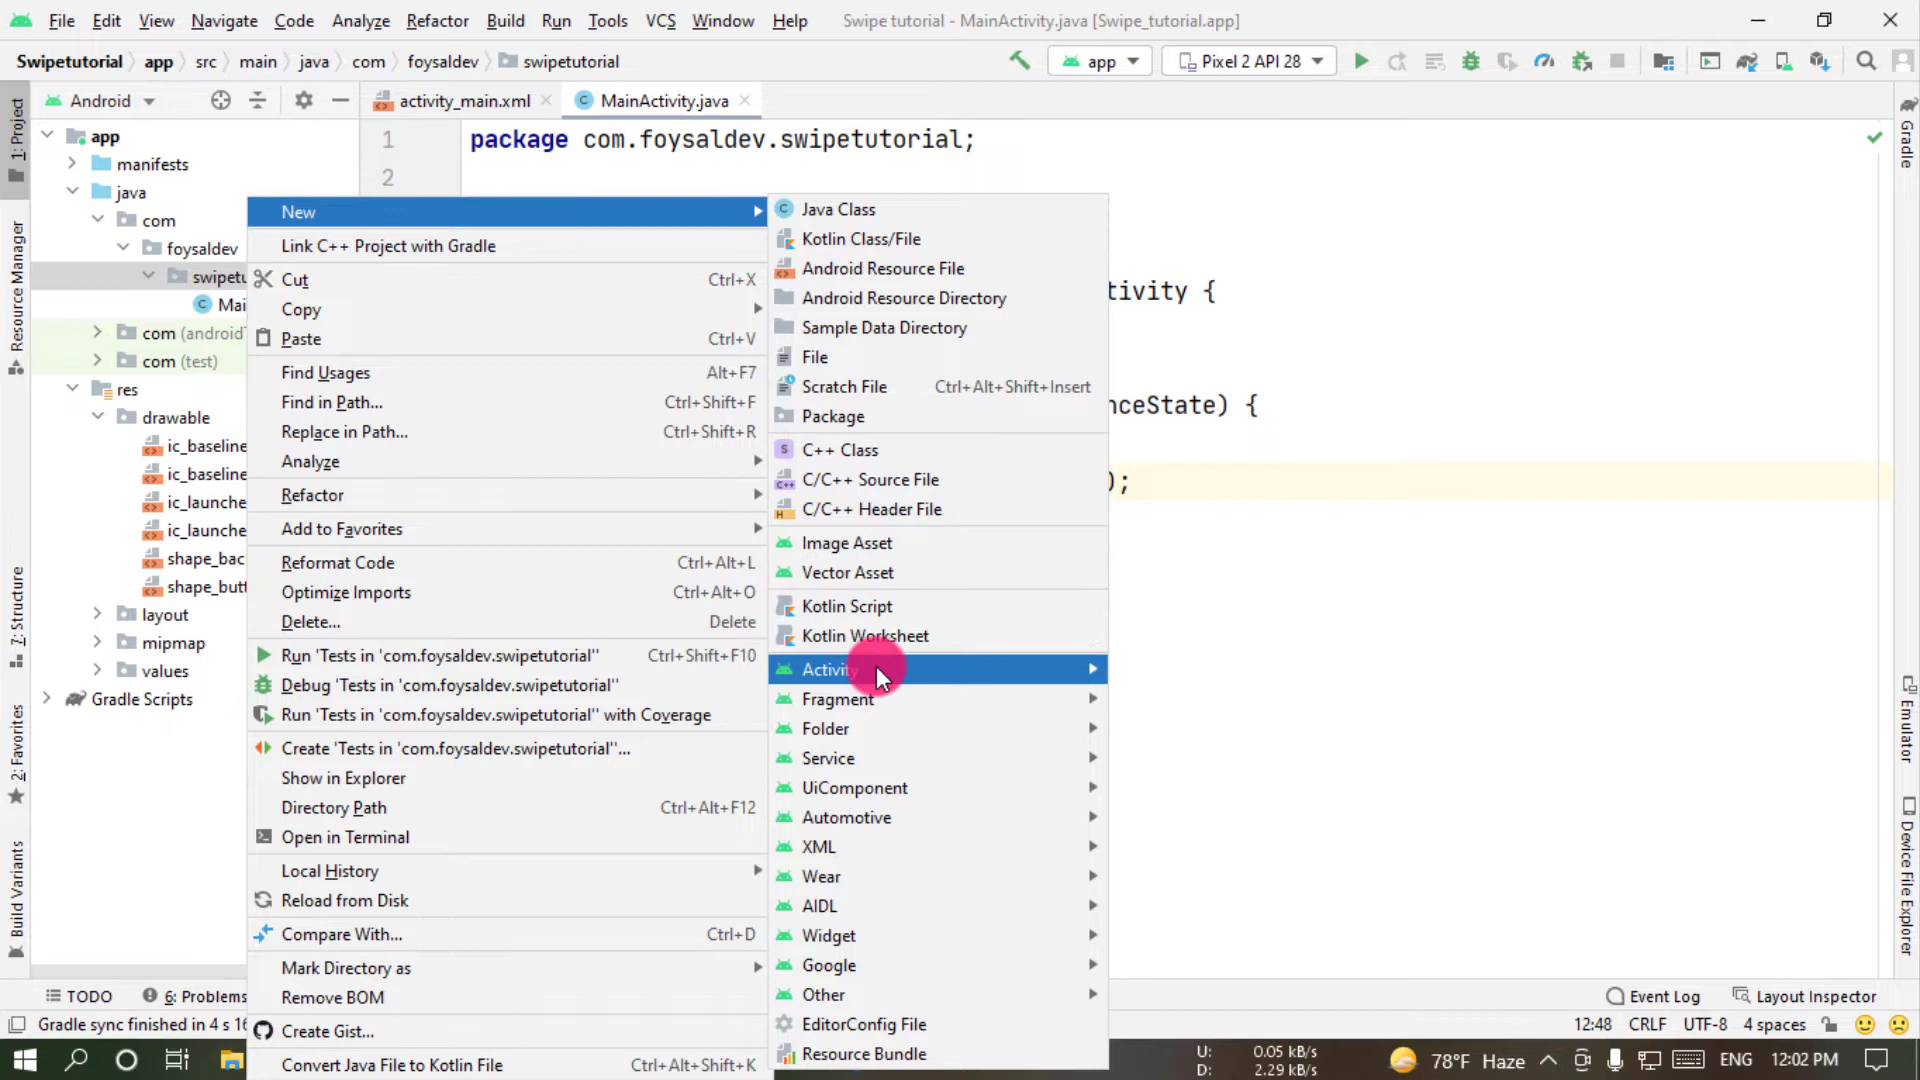 File Edit View Navigate Code Analyze Refactor Build Run Tools VCS Window Help Swipe tutorial - MainActivity.java [Swipe_tutorial.app]
Swipetutorial app src main java com foysaldev swipetutorial app Pixel 2 API 28
Android activity_main.xml MainActivity.java
1: Project
Resource Manager
7: Structure
2: Favorites
Build Variants
app
manifests
java
com
foysaldev
swipetu
Mai
com (android
com (test)
res
drawable
ic_baseline
ic_baseline
ic_launche
ic_launche
shape_bac
shape_butt
layout
mipmap
values
Gradle Scripts
1 package com.foysaldev.swipetutorial;
2
tivity {
nceState) {
);
New
Link C++ Project with Gradle
Cut Ctrl+X
Copy
Paste Ctrl+V
Find Usages Alt+F7
Find in Path... Ctrl+Shift+F
Replace in Path... Ctrl+Shift+R
Analyze
Refactor
Add to Favorites
Reformat Code Ctrl+Alt+L
Optimize Imports Ctrl+Alt+O
Delete... Delete
Run 'Tests in 'com.foysaldev.swipetutorial'' Ctrl+Shift+F10
Debug 'Tests in 'com.foysaldev.swipetutorial''
Run 'Tests in 'com.foysaldev.swipetutorial'' with Coverage
Create 'Tests in 'com.foysaldev.swipetutorial''...
Show in Explorer
Directory Path Ctrl+Alt+F12
Open in Terminal
Local History
Reload from Disk
Compare With... Ctrl+D
Mark Directory as
Remove BOM
Create Gist...
Convert Java File to Kotlin File Ctrl+Alt+Shift+K
Java Class
Kotlin Class/File
Android Resource File
Android Resource Directory
Sample Data Directory
File
Scratch File Ctrl+Alt+Shift+Insert
Package
C++ Class
C/C++ Source File
C/C++ Header File
Image Asset
Vector Asset
Kotlin Script
Kotlin Worksheet
Activity
Fragment
Folder
Service
UiComponent
Automotive
XML
Wear
AIDL
Widget
Google
Other
EditorConfig File
Resource Bundle
Gradle
Emulator
Device File Explorer
TODO 6: Problems Event Log Layout Inspector
Gradle sync finished in 4 s 16 12:48 CRLF UTF-8 4 spaces
U: 0.05 kB/s
D: 2.29 kB/s
78°F Haze ENG 12:02 PM